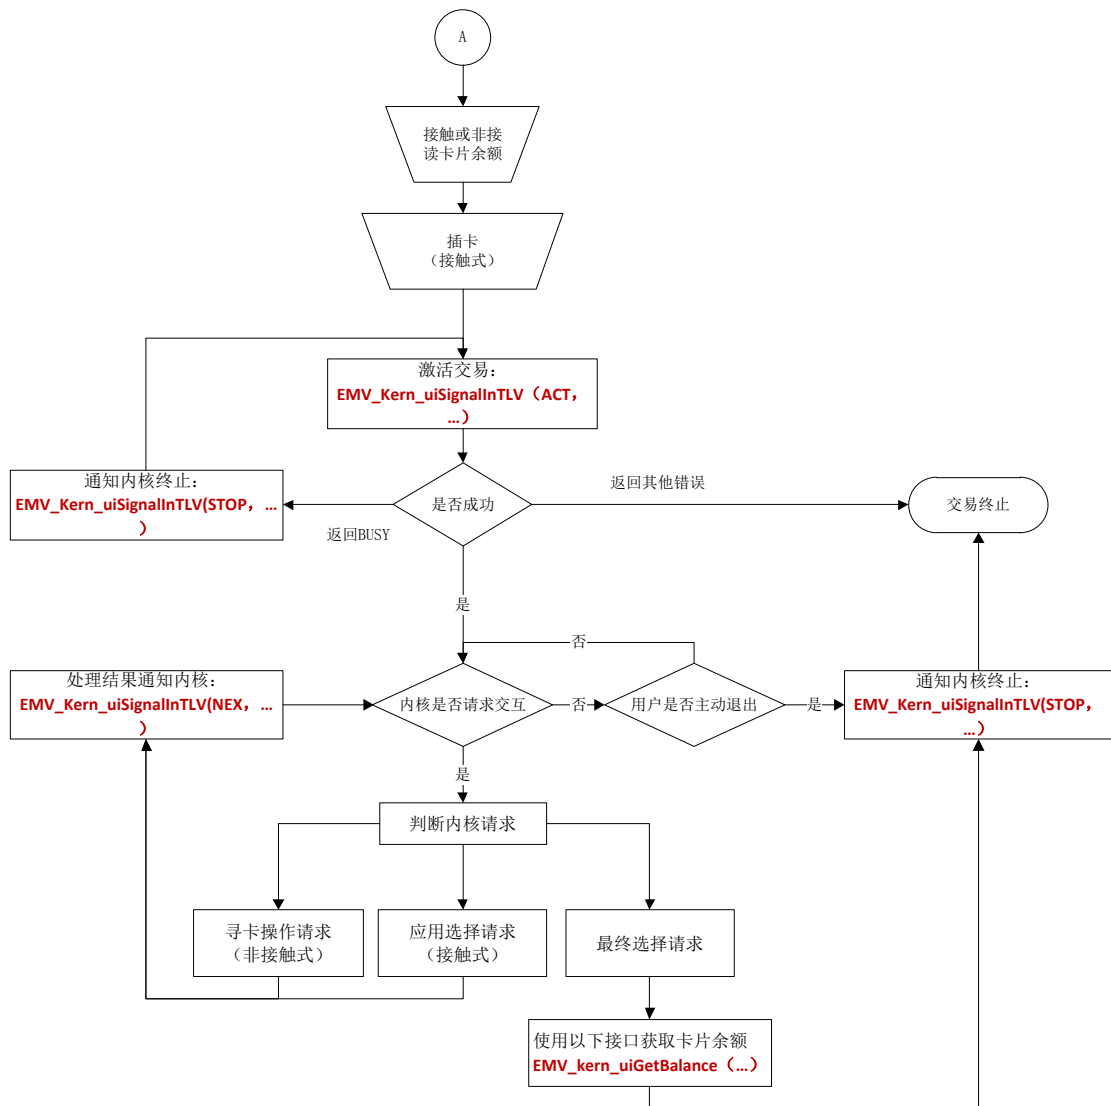 A
接触或非接
读卡片余额
插卡
（接触式）
激活交易：
EMV_Kern_uiSignalInTLV（ACT，
…）
通知内核终止：
EMV_Kern_uiSignalInTLV(STOP，…
）
是否成功
返回其他错误
交易终止
返回BUSY
是
否
处理结果通知内核：
EMV_Kern_uiSignalInTLV(NEX，…
）
内核是否请求交互
否
用户是否主动退出
是
通知内核终止：
EMV_Kern_uiSignalInTLV(STOP，
…）
是
判断内核请求
寻卡操作请求
（非接触式）
应用选择请求
（接触式）
最终选择请求
使用以下接口获取卡片余额
EMV_kern_uiGetBalance（…）